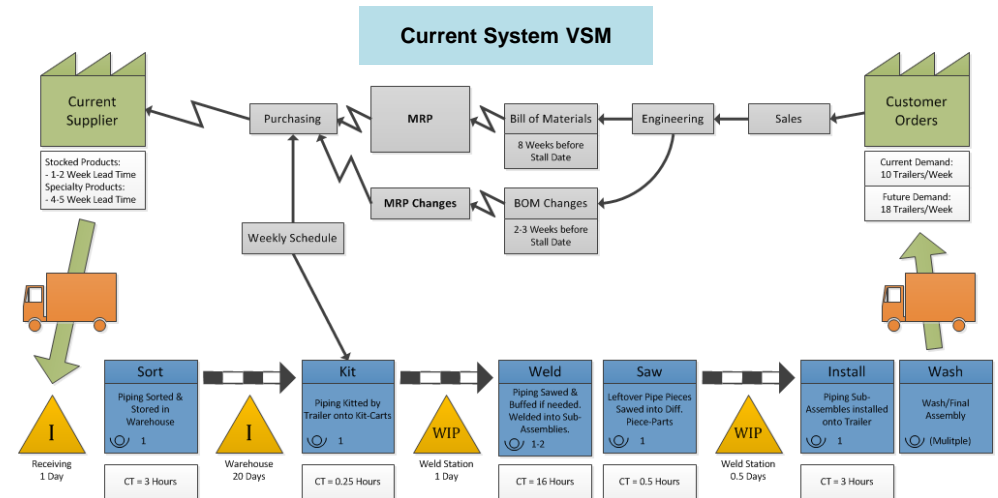 Current System VSM
Current
Supplier
Stocked Products:
- 1-2 Week Lead Time
Specialty Products:
- 4-5 Week Lead Time
Purchasing
MRP
Bill of Materials
8 Weeks before
Stall Date
Engineering
Sales
Customer
Orders
Current Demand:
10 Trailers/Week
Future Demand:
18 Trailers/Week
MRP Changes
BOM Changes
2-3 Weeks before
Stall Date
Weekly Schedule
I
Receiving
1 Day
Sort
Piping Sorted &
Stored in
Warehouse
1
CT = 3 Hours
I
Warehouse
20 Days
Kit
Piping Kitted by
Trailer onto Kit-Carts
1
CT = 0.25 Hours
WIP
Weld Station
1 Day
Weld
Piping Sawed &
Buffed if needed.
Welded into Sub-
Assemblies.
1-2
CT = 16 Hours
Saw
Leftover Pipe Pieces
Sawed into Diff.
Piece-Parts
1
CT = 0.5 Hours
WIP
Weld Station
0.5 Days
Install
Piping Sub-
Assembles installed
onto Trailer
1
CT = 3 Hours
Wash
Wash/Final
Assembly
(Mulitple)